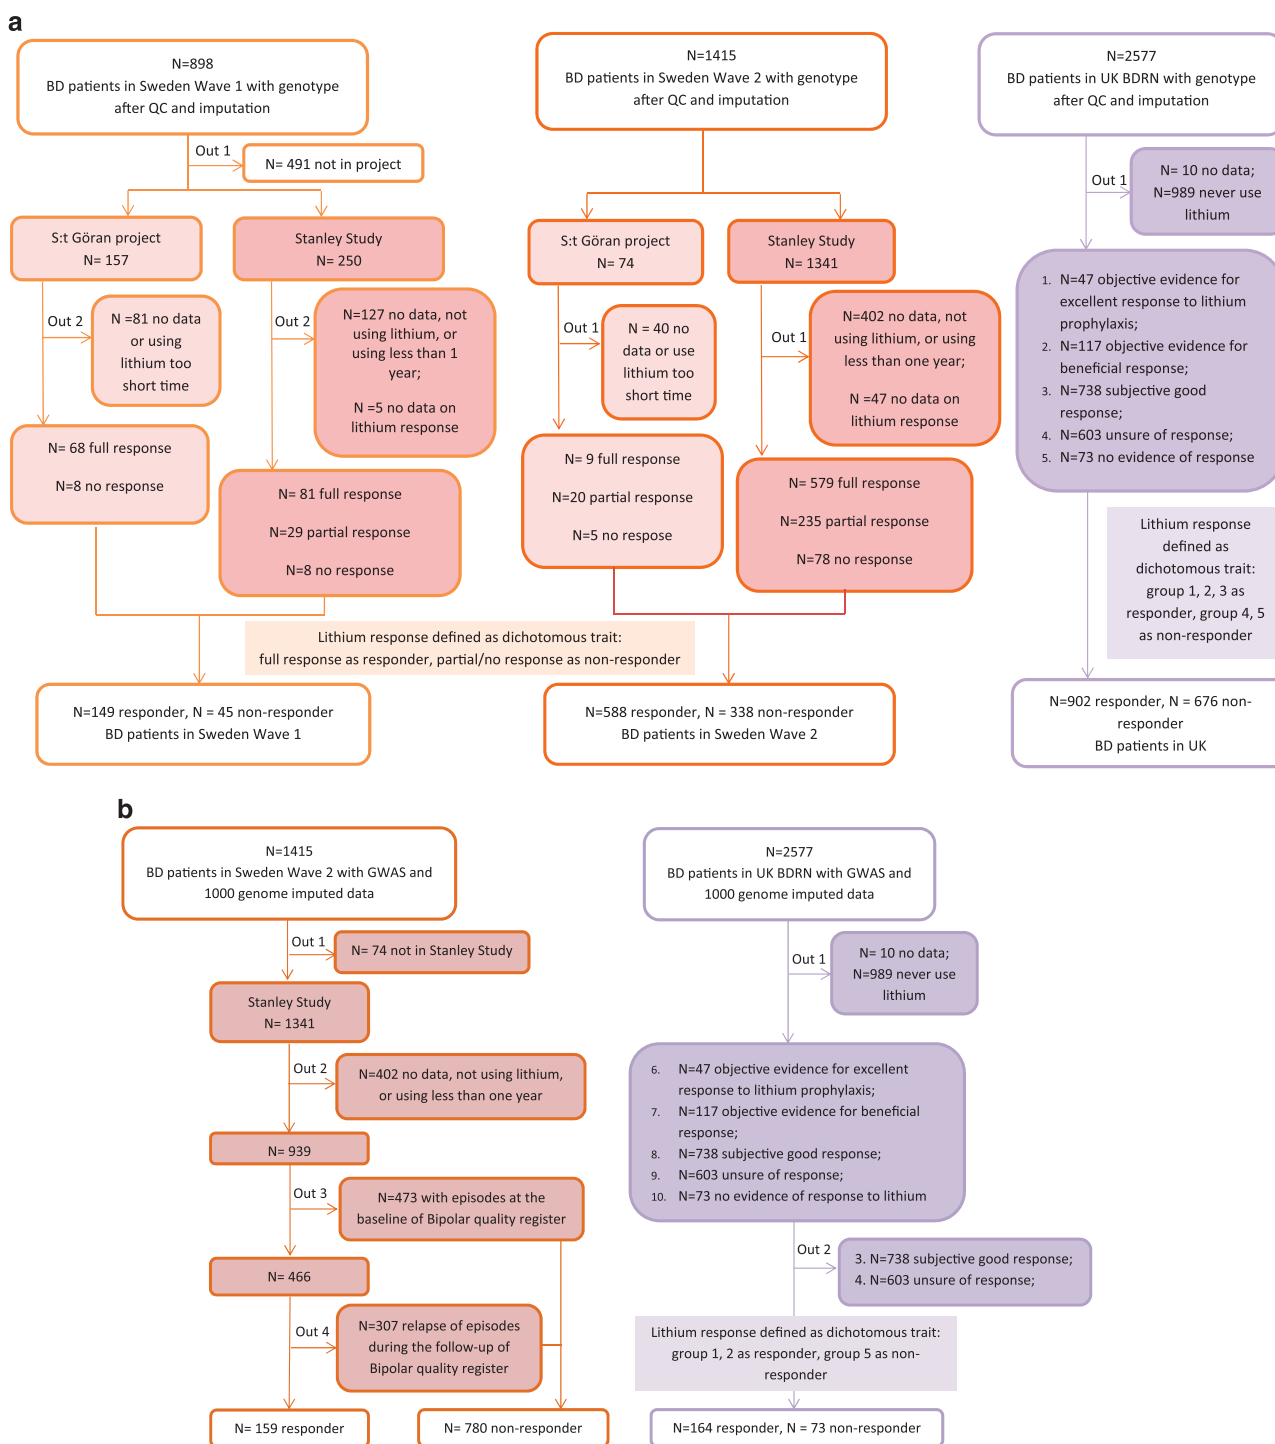 a
N=898
BD patients in Sweden Wave 1 with genotype
after QC and imputation
Out 1
N= 491 not in project
S:t Göran project
N= 157
Stanley Study
N= 250
Out 2
N =81 no data
or using
lithium too
short time
Out 2
N=127 no data, not
using lithium, or
using less than 1
year;
N =5 no data on
lithium response
N= 68 full response
N=8 no response
N= 81 full response
N=29 partial response
N=8 no response
N=1415
BD patients in Sweden Wave 2 with genotype
after QC and imputation
S:t Göran project
N= 74
Stanley Study
N= 1341
Out 1
N = 40 no
data or use
lithium too
short time
Out 1
N=402 no data, not
using lithium, or using
less than one year;
N =47 no data on
lithium response
N= 9 full response
N=20 partial response
N=5 no respose
N= 579 full response
N=235 partial response
N=78 no response
Lithium response defined as dichotomous trait:
full response as responder, partial/no response as non-responder
N=149 responder, N = 45 non-responder
BD patients in Sweden Wave 1
N=588 responder, N = 338 non-responder
BD patients in Sweden Wave 2
N=2577
BD patients in UK BDRN with genotype
after QC and imputation
Out 1
N= 10 no data;
N=989 never use
lithium
1. N=47 objective evidence for
excellent response to lithium
prophylaxis;
2. N=117 objective evidence for
beneficial response;
3. N=738 subjective good
response;
4. N=603 unsure of response;
5. N=73 no evidence of response
Lithium response
defined as
dichotomous trait:
group 1, 2, 3 as
responder, group 4, 5
as non-responder
N=902 responder, N = 676 non-
responder
BD patients in UK
b
N=1415
BD patients in Sweden Wave 2 with GWAS and
1000 genome imputed data
Out 1
N= 74 not in Stanley Study
Stanley Study
N= 1341
Out 2
N=402 no data, not using lithium,
or using less than one year
N= 939
Out 3
N=473 with episodes at the
baseline of Bipolar quality register
N= 466
Out 4
N=307 relapse of episodes
during the follow-up of
Bipolar quality register
N= 159 responder
N= 780 non-responder
N=2577
BD patients in UK BDRN with GWAS and
1000 genome imputed data
Out 1
N= 10 no data;
N=989 never use
lithium
6. N=47 objective evidence for excellent
response to lithium prophylaxis;
7. N=117 objective evidence for beneficial
response;
8. N=738 subjective good response;
9. N=603 unsure of response;
10. N=73 no evidence of response to lithium
Out 2
3. N=738 subjective good response;
4. N=603 unsure of response;
Lithium response defined as dichotomous trait:
group 1, 2 as responder, group 5 as non-
responder
N=164 responder, N = 73 non-responder